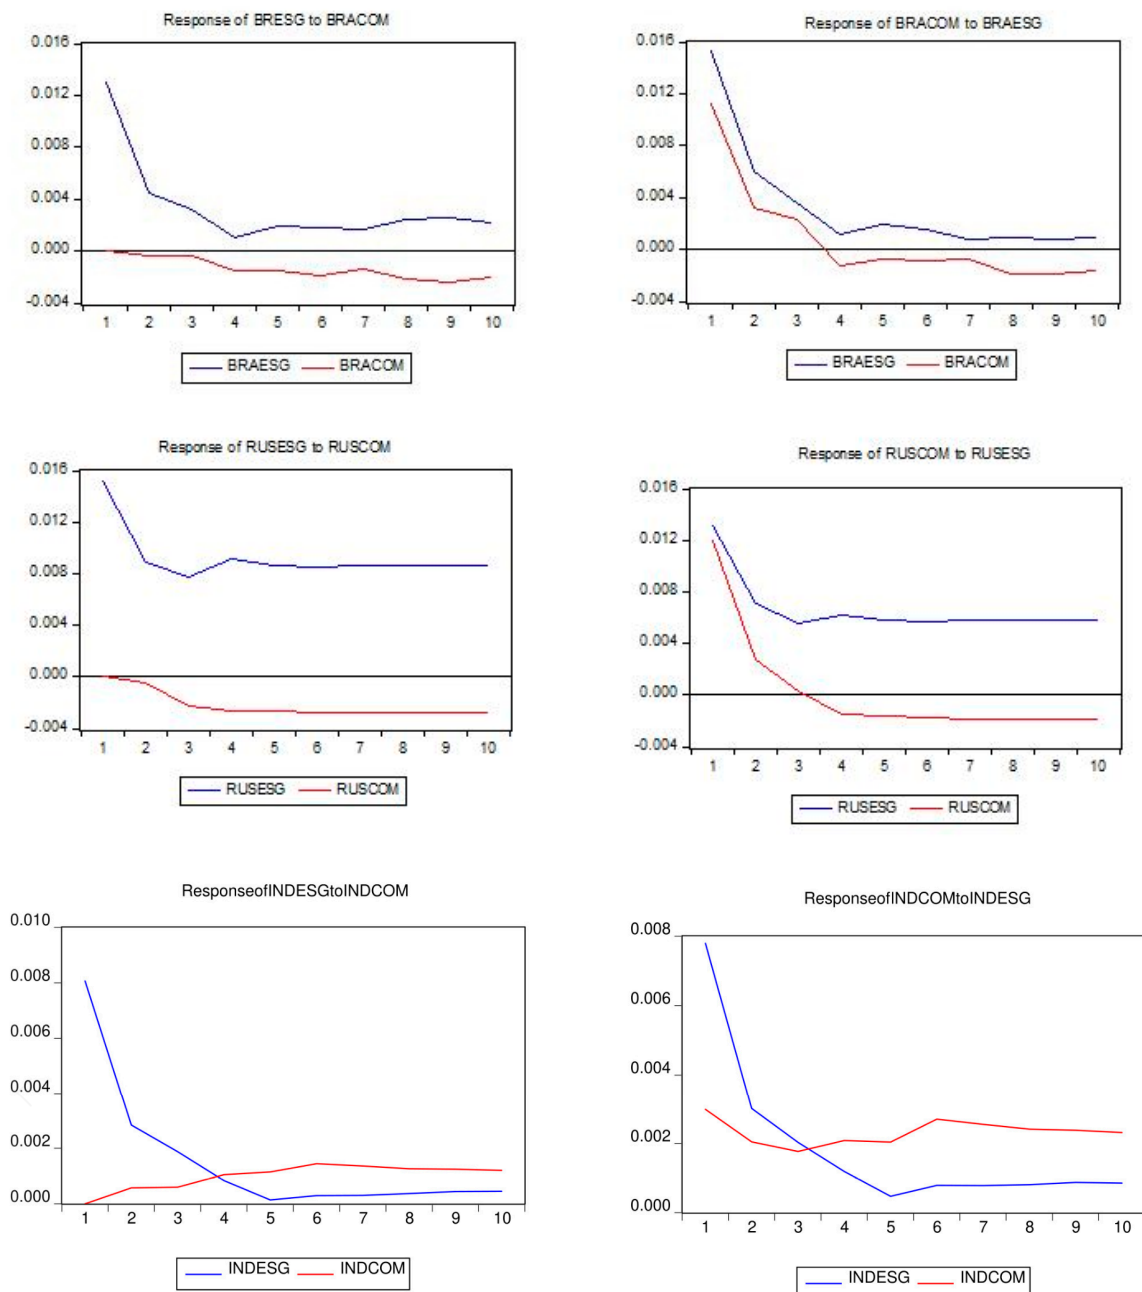 Response of BRESG to BRACOM
0.016
0.012
0.008
0.004
0.000
-0.004
1 2 3 4 5 6 7 8 9 10
BRAESG BRACOM
Response of BRACOM to BRAESG
0.016
0.012
0.008
0.004
0.000
-0.004
1 2 3 4 5 6 7 8 9 10
BRAESG BRACOM
Response of RUSESG to RUSCOM
0.016
0.012
0.008
0.004
0.000
-0.004
1 2 3 4 5 6 7 8 9 10
RUSESG RUSCOM
Response of RUSCOM to RUSESG
0.016
0.012
0.008
0.004
0.000
-0.004
1 2 3 4 5 6 7 8 9 10
RUSESG RUSCOM
ResponseofINDESGtoINDCOM
0.010
0.008
0.006
0.004
0.002
0.000
1 2 3 4 5 6 7 8 9 10
INDESG INDCOM
ResponseofINDCOMtoINDESG
0.008
0.006
0.004
0.002
0.000
1 2 3 4 5 6 7 8 9 10
INDESG INDCOM